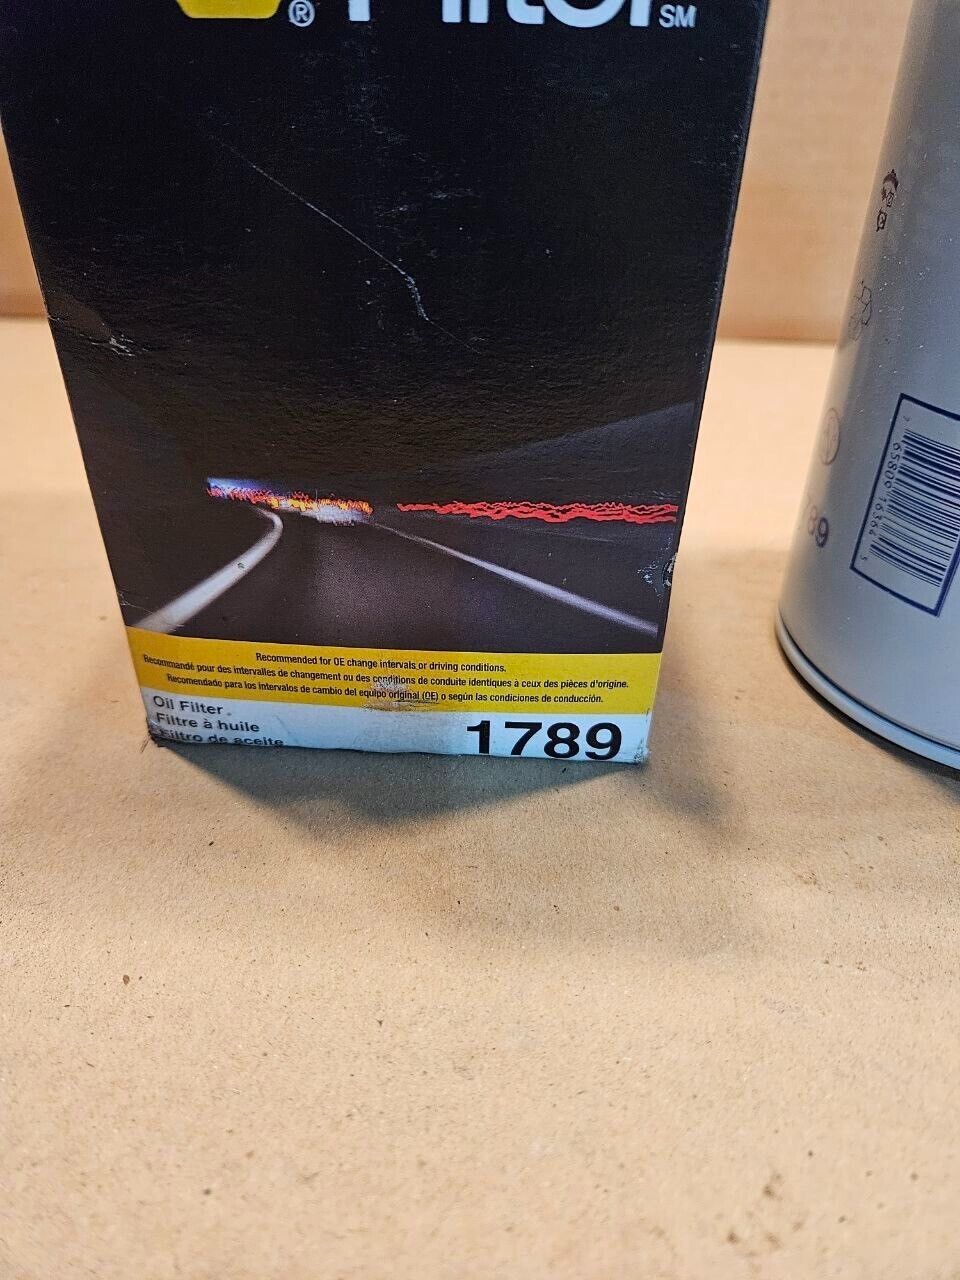 ® Filter SM
Recommended for OE change intervals or driving conditions.
Recommandé pour des intervalles de changement ou des conditions de conduite identiques à ceux des pièces d'origine.
Recomendado para los intervalos de cambio del equipo original (OE) o según las condiciones de conducción.
Oil Filter
Filtre à huile
Filtro de aceite
1789
89